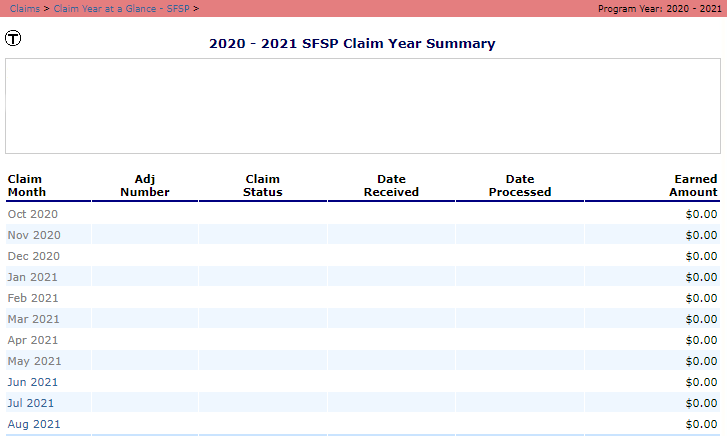 Claims > Claim Year at a Glance - SFSP > Program Year: 2020 - 2021
T
2020 - 2021 SFSP Claim Year Summary
Claim Month Adj Number Claim Status Date Received Date Processed Earned Amount
Oct 2020 $0.00
Nov 2020 $0.00
Dec 2020 $0.00
Jan 2021 $0.00
Feb 2021 $0.00
Mar 2021 $0.00
Apr 2021 $0.00
May 2021 $0.00
Jun 2021 $0.00
Jul 2021 $0.00
Aug 2021 $0.00